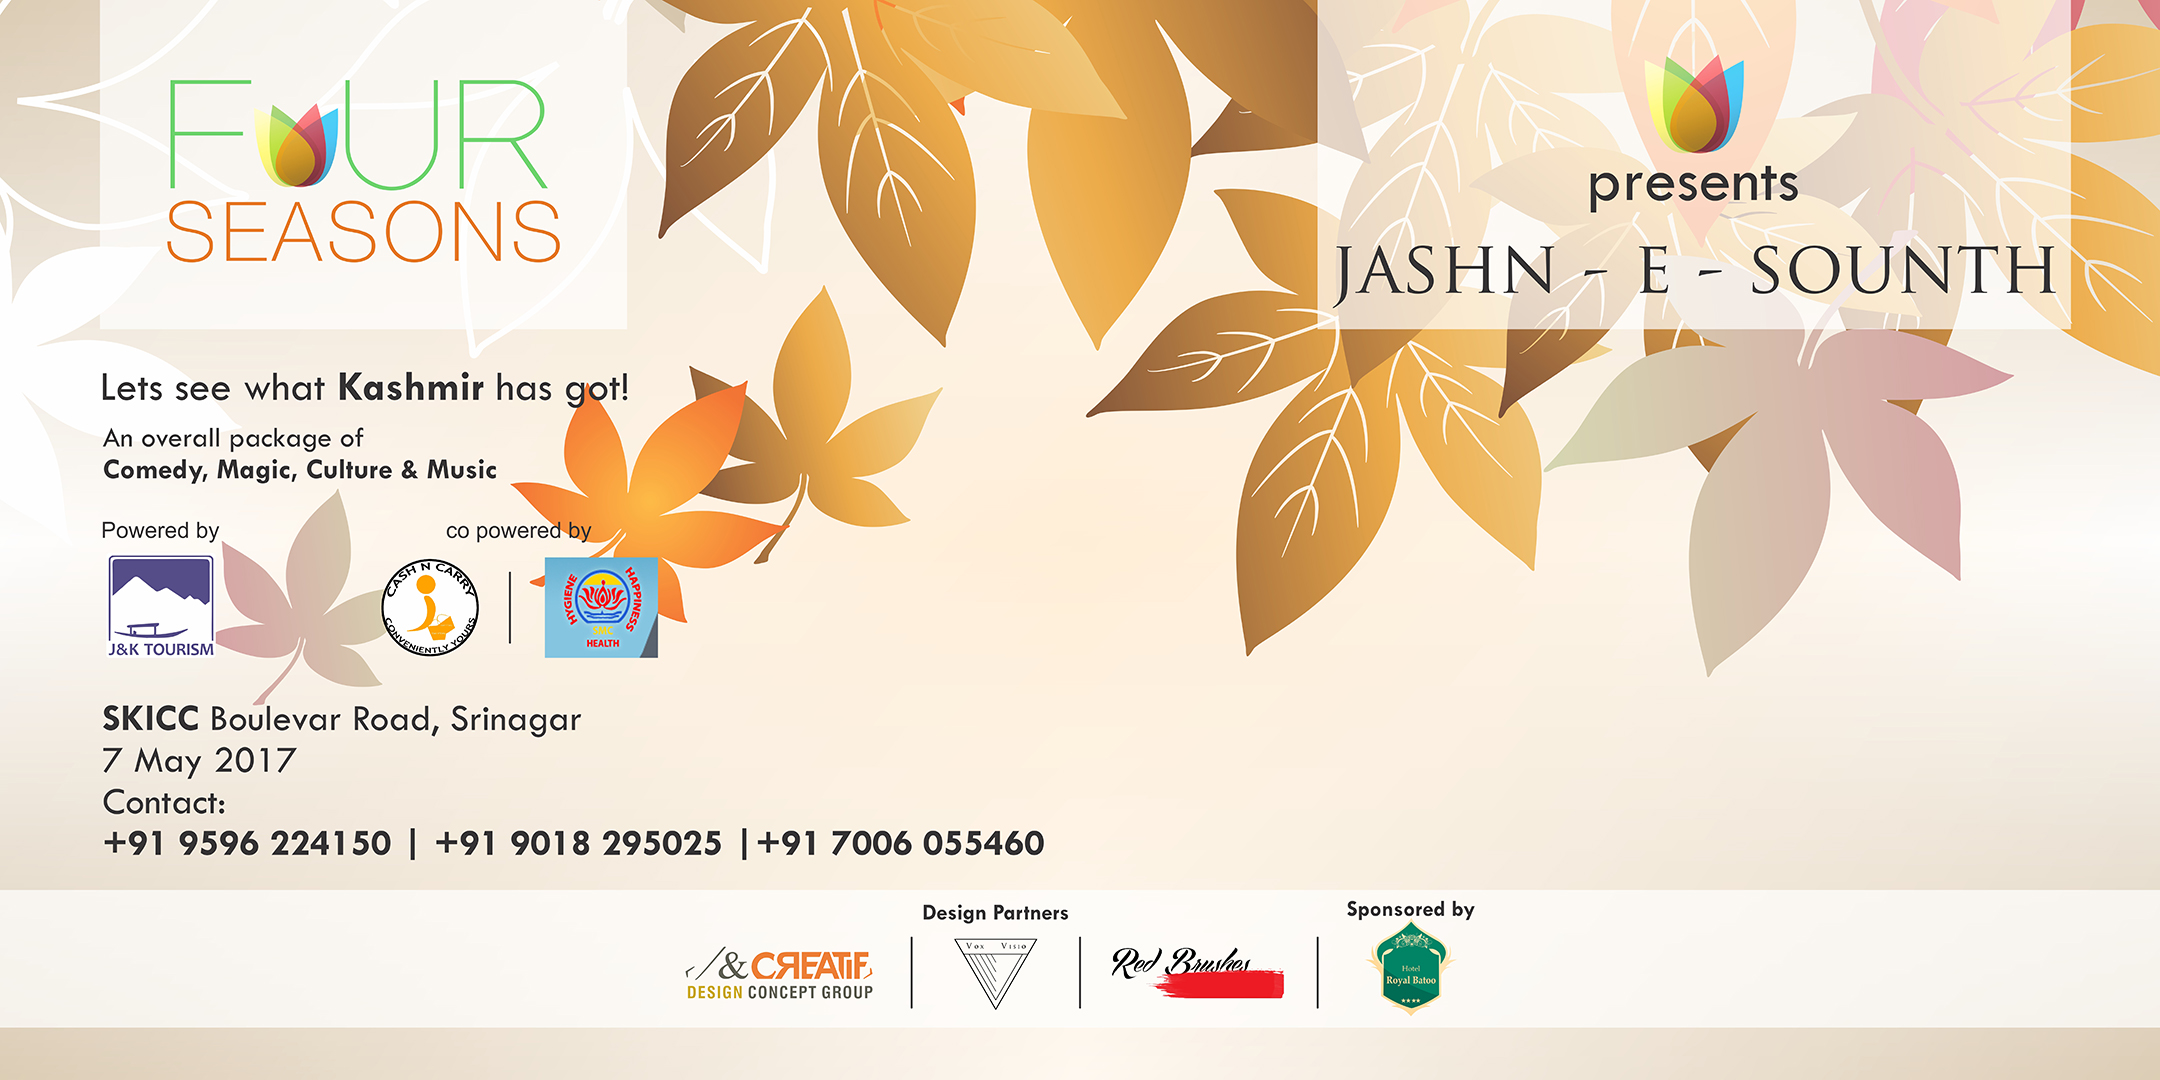 FOUR
SEASONS
presents
JASHN - E - SOUNTH
Lets see what Kashmir has got!
An overall package of
Comedy, Magic, Culture & Music
Powered by
co powered by
J&K TOURISM
CASH N CARRY
CONVENIENTLY YOURS
HYGIENE
HAPPINESS
HEALTH
SKICC Boulevar Road, Srinagar
7 May 2017
Contact:
+91 9596 224150 | +91 9018 295025 |+91 7006 055460
Design Partners
Sponsored by
& CREATIF
DESIGN CONCEPT GROUP
VOX VISIO
Red Brushes
Hotel
Royal Batoo